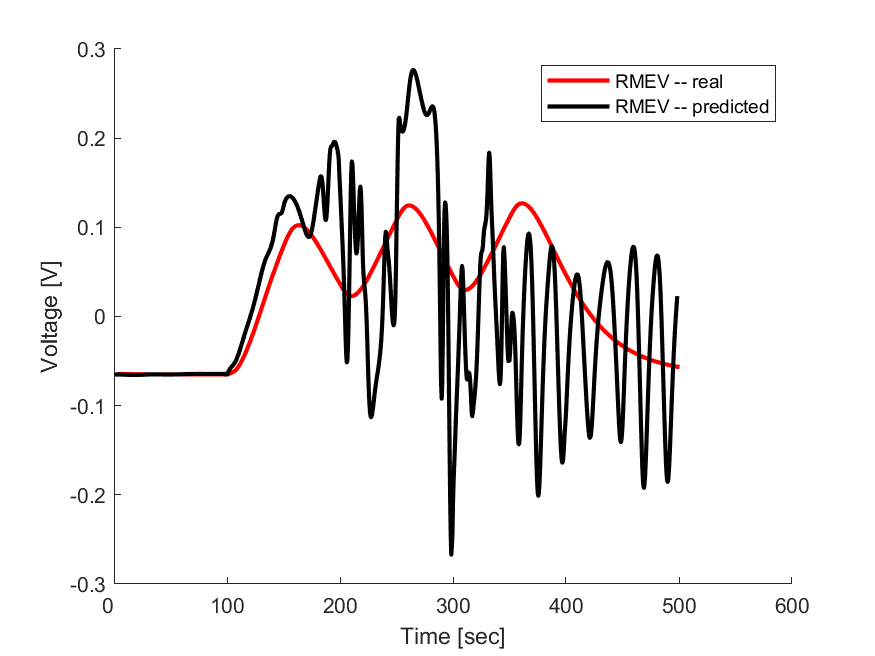 RMEV -- real
RMEV -- predicted
0.3
0.2
0.1
0
-0.1
-0.2
-0.3
Voltage [V]
0 100 200 300 400 500 600
Time [sec]